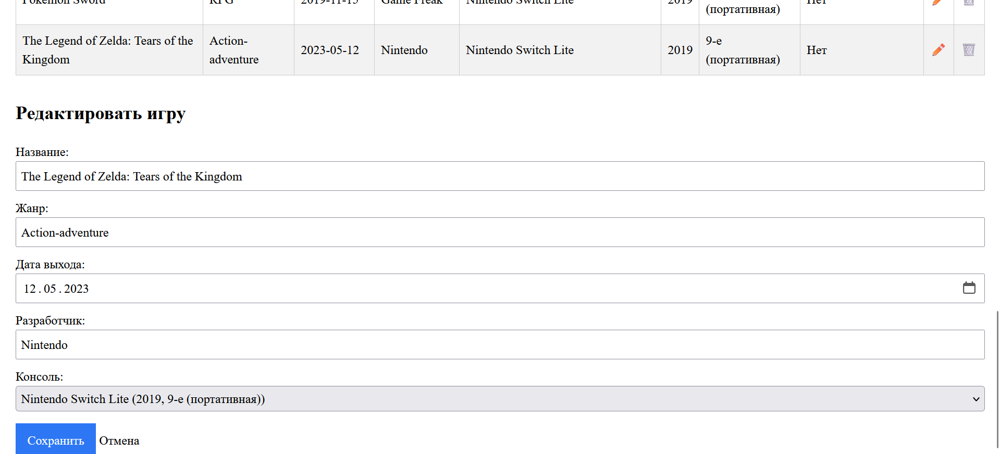 Pokémon Sword RPG 2019-11-15 Game Freak Nintendo Switch Lite 2019 (портативная) Нет
The Legend of Zelda: Tears of the Kingdom Action-adventure 2023-05-12 Nintendo Nintendo Switch Lite 2019 9-е (портативная) Нет
Редактировать игру
Название:
The Legend of Zelda: Tears of the Kingdom
Жанр:
Action-adventure
Дата выхода:
12.05.2023
Разработчик:
Nintendo
Консоль:
Nintendo Switch Lite (2019, 9-е (портативная))
Сохранить Отмена